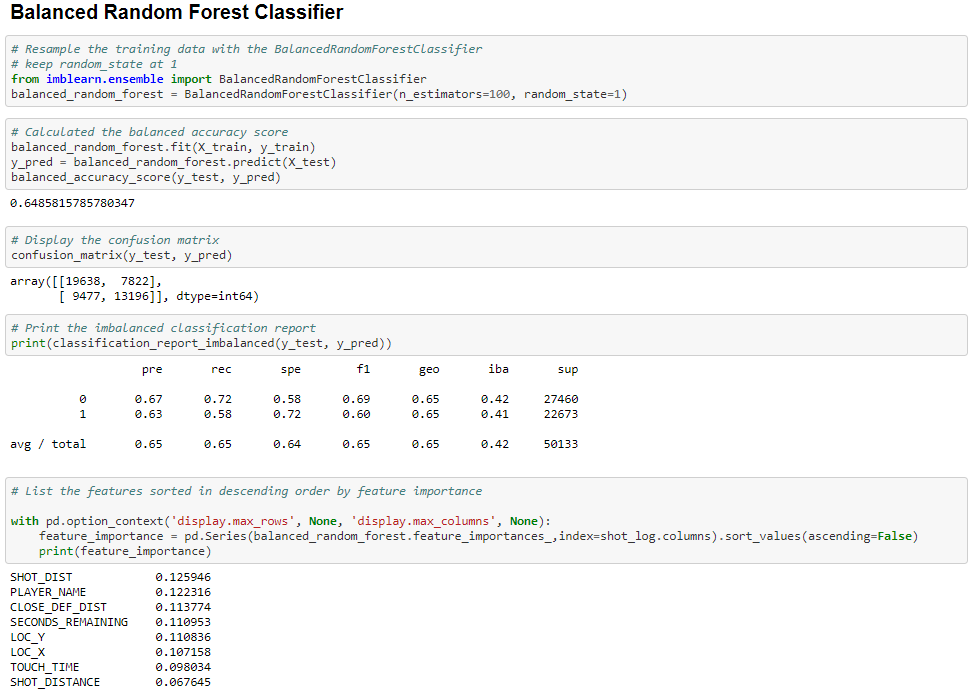 Balanced Random Forest Classifier
# Resample the training data with the BalancedRandomForestClassifier
# keep random_state at 1
from imblearn.ensemble import BalancedRandomForestClassifier
balanced_random_forest = BalancedRandomForestClassifier(n_estimators=100, random_state=1)
# Calculated the balanced accuracy score
balanced_random_forest.fit(X_train, y_train)
y_pred = balanced_random_forest.predict(X_test)
balanced_accuracy_score(y_test, y_pred)
0.6485815785780347
# Display the confusion matrix
confusion_matrix(y_test, y_pred)
array([[19638,  7822],
       [ 9477, 13196]], dtype=int64)
# Print the imbalanced classification report
print(classification_report_imbalanced(y_test, y_pred))
                   pre       rec       spe        f1       geo       iba       sup
          0       0.67      0.72      0.58      0.69      0.65      0.42     27460
          1       0.63      0.58      0.72      0.60      0.65      0.41     22673
avg / total       0.65      0.65      0.64      0.65      0.65      0.42     50133
# List the features sorted in descending order by feature importance
with pd.option_context('display.max_rows', None, 'display.max_columns', None):
    feature_importance = pd.Series(balanced_random_forest.feature_importances_,index=shot_log.columns).sort_values(ascending=False)
    print(feature_importance)
SHOT_DIST            0.125946
PLAYER_NAME          0.122316
CLOSE_DEF_DIST       0.113774
SECONDS_REMAINING    0.110953
LOC_Y                0.110836
LOC_X                0.107158
TOUCH_TIME           0.098034
SHOT_DISTANCE        0.067645